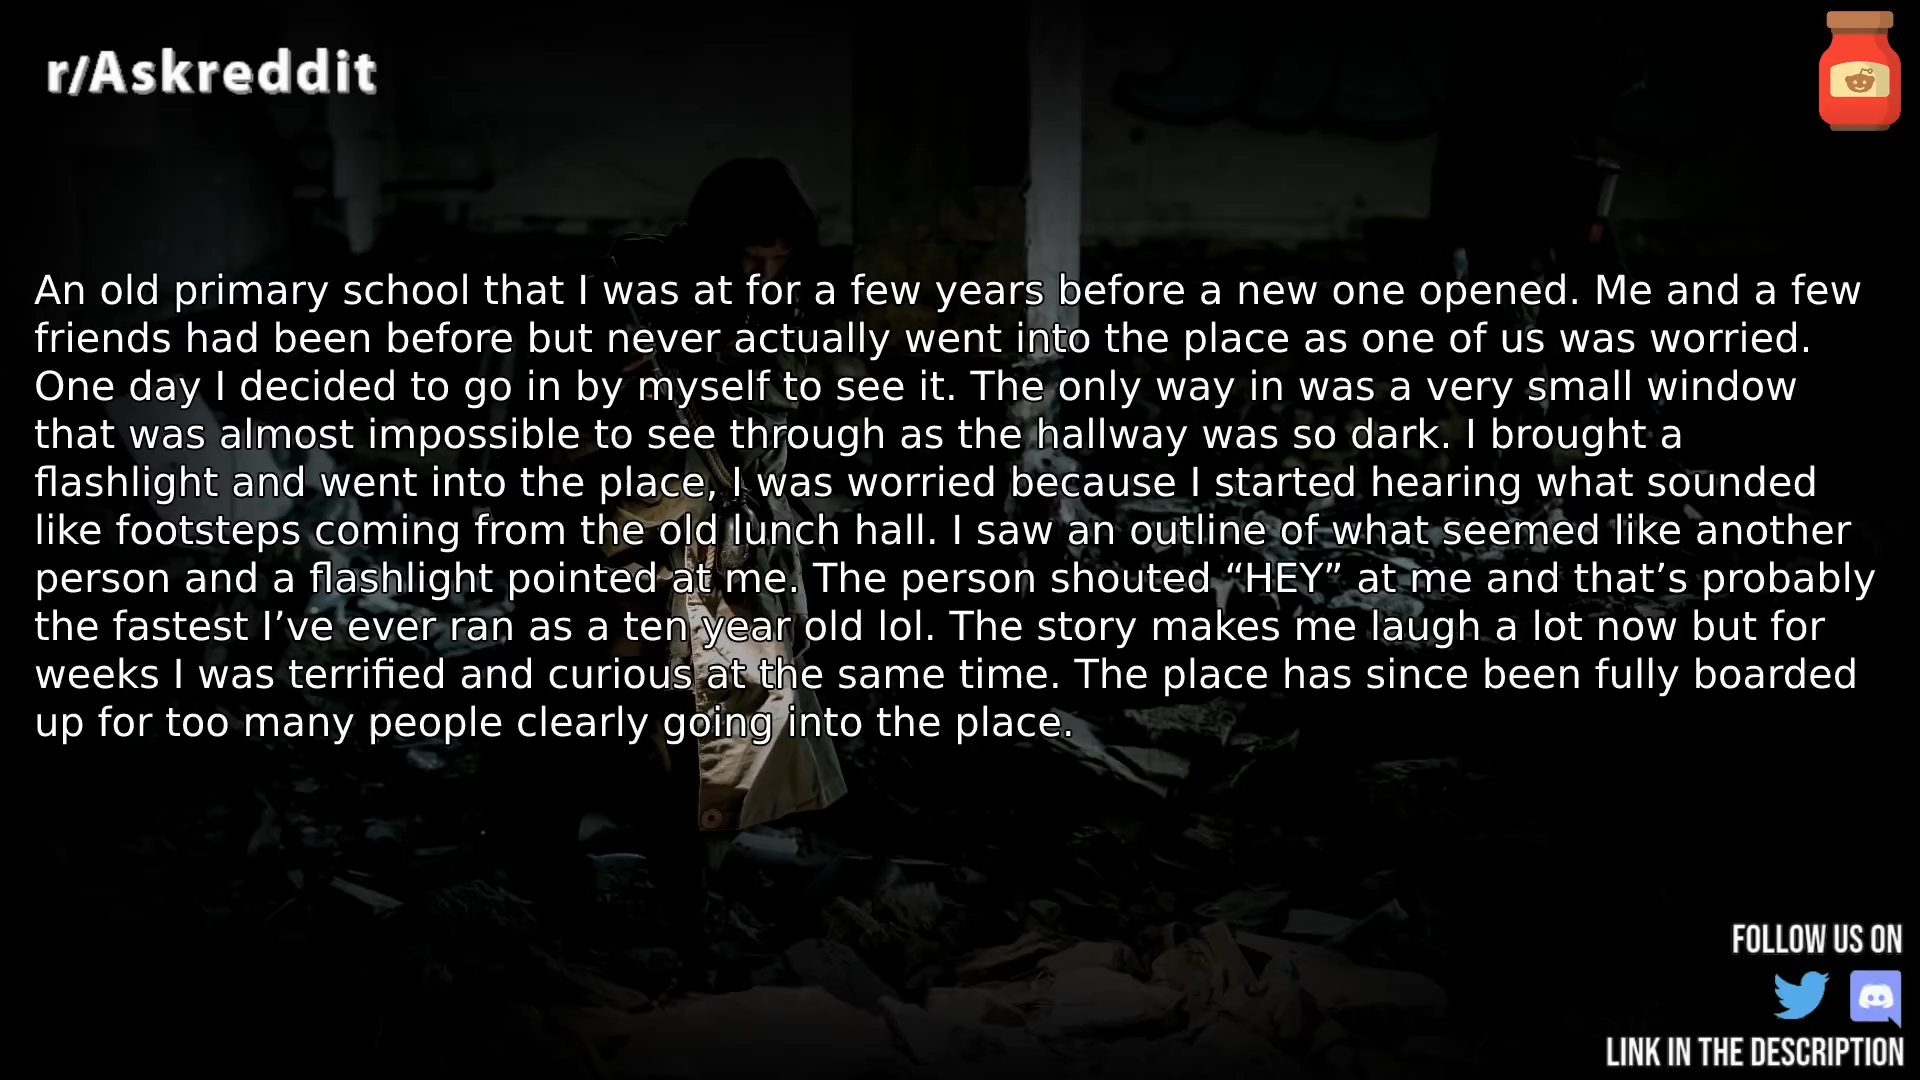 r/Askreddit
An old primary school that I was at for a few years before a new one opened. Me and a few
friends had been before but never actually went into the place as one of us was worried.
One day I decided to go in by myself to see it. The only way in was a very small window
that was almost impossible to see through as the hallway was so dark. I brought a
flashlight and went into the place, I was worried because I started hearing what sounded
like footsteps coming from the old lunch hall. I saw an outline of what seemed like another
person and a flashlight pointed at me. The person shouted “HEY” at me and that’s probably
the fastest I’ve ever ran as a ten year old lol. The story makes me laugh a lot now but for
weeks I was terrified and curious at the same time. The place has since been fully boarded
up for too many people clearly going into the place.
FOLLOW US ON
LINK IN THE DESCRIPTION